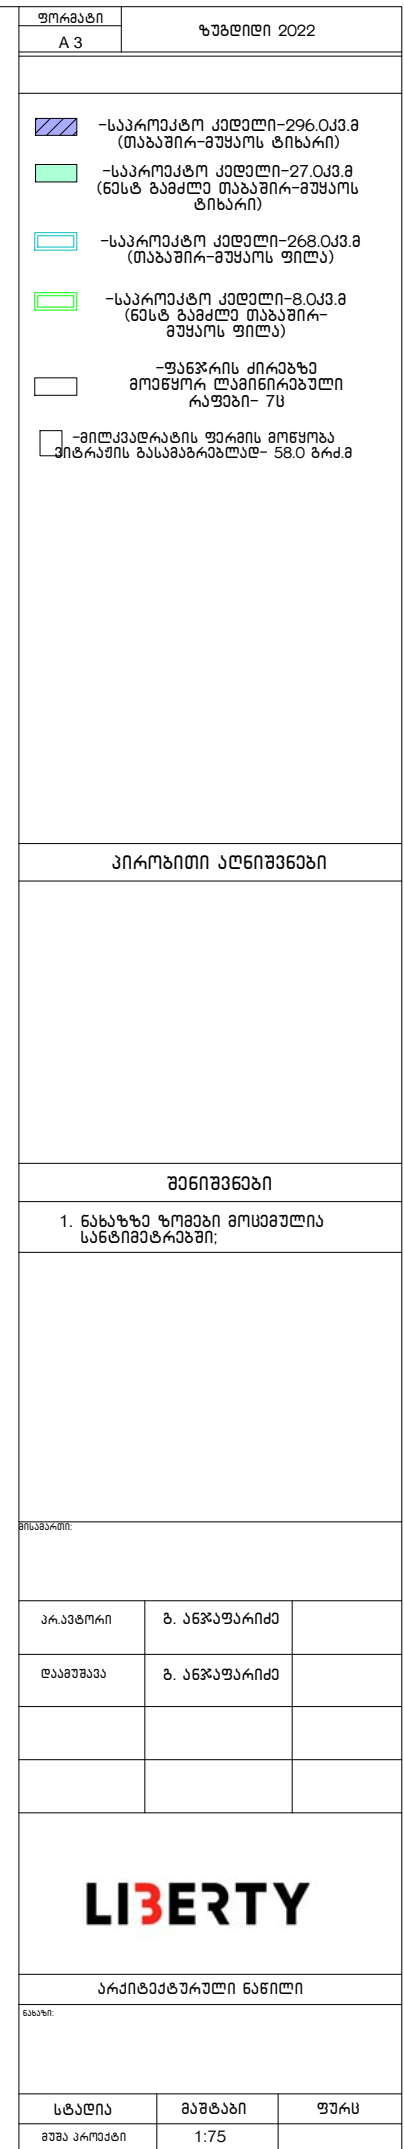 ფორმატი
ზუგდიდი 2022
A 3
-საპროექტო კედელი-296.0კვ.მ
(თაბაშირ-მუყაოს ტიხარი)
-საპროექტო კედელი-27.0კვ.მ
(ნესტ გამძლე თაბაშირ-მუყაოს
ტიხარი)
-საპროექტო კედელი-268.0კვ.მ
(თაბაშირ-მუყაოს ფილა)
-საპროექტო კედელი-8.0კვ.მ
(ნესტ გამძლე თაბაშირ-
მუყაოს ფილა)
-ფანჯრის ძირებზე
მოეწყორ ლამინირებული
რაფები- 7ც
-მილკვადრატის ფერმის მოწყობა
ვიტრაჟის გასამაგრებლად- 58.0 გრძ.მ
პირობითი აღნიშვნები
შენიშვნები
1. ნახაზზე ზომები მოცემულია
სანტიმეტრებში;
მისამართი:
პრ.ავტორი გ. ანჯაფარიძე
დაამუშავა გ. ანჯაფარიძე
LIBERTY
არქიტექტურული ნაწილი
ნახაზი:
სტადია მაშტაბი ფურც
მუშა პროექტი 1:75